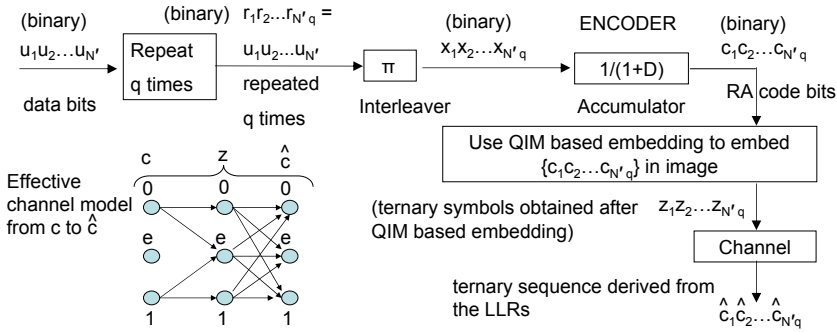 (binary)
u1u2...uN'
data bits
Repeat
q times
(binary) r1r2...rN'q =
u1u2...uN'
repeated
q times
π
Interleaver
(binary)
x1x2...xN'q
ENCODER
1/(1+D)
Accumulator
(binary)
c1c2...cN'q
RA code bits
Use QIM based embedding to embed
{c1c2...cN'q} in image
(ternary symbols obtained after
QIM based embedding)
z1z2...zN'q
Channel
ternary sequence derived from
the LLRs
ĉ1ĉ2...ĉN'q
Effective
channel model
from c to ĉ
c z ĉ
0 0 0
e e e
1 1 1